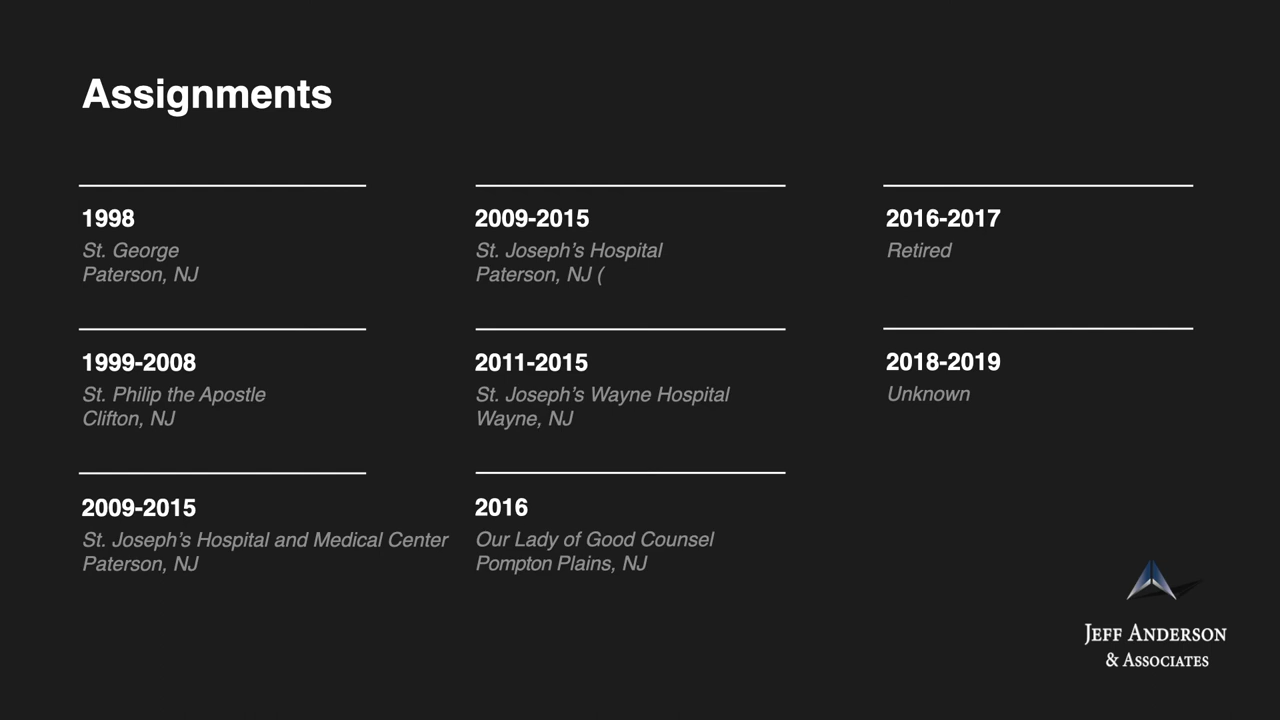 Assignments
1998
St. George
Paterson, NJ
1999-2008
St. Philip the Apostle
Clifton, NJ
2009-2015
St. Joseph’s Hospital and Medical Center
Paterson, NJ
2009-2015
St. Joseph’s Hospital
Paterson, NJ (
2011-2015
St. Joseph’s Wayne Hospital
Wayne, NJ
2016
Our Lady of Good Counsel
Pompton Plains, NJ
2016-2017
Retired
2018-2019
Unknown
JEFF ANDERSON
& ASSOCIATES